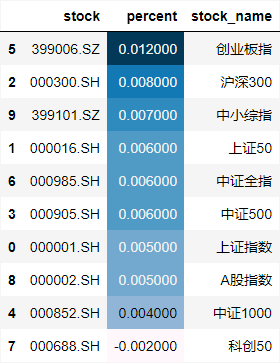 stock percent stock_name
5 399006.SZ 0.012000 创业板指
2 000300.SH 0.008000 沪深300
9 399101.SZ 0.007000 中小综指
1 000016.SH 0.006000 上证50
6 000985.SH 0.006000 中证全指
3 000905.SH 0.006000 中证500
0 000001.SH 0.005000 上证指数
8 000002.SH 0.005000 A股指数
4 000852.SH 0.004000 中证1000
7 000688.SH -0.002000 科创50